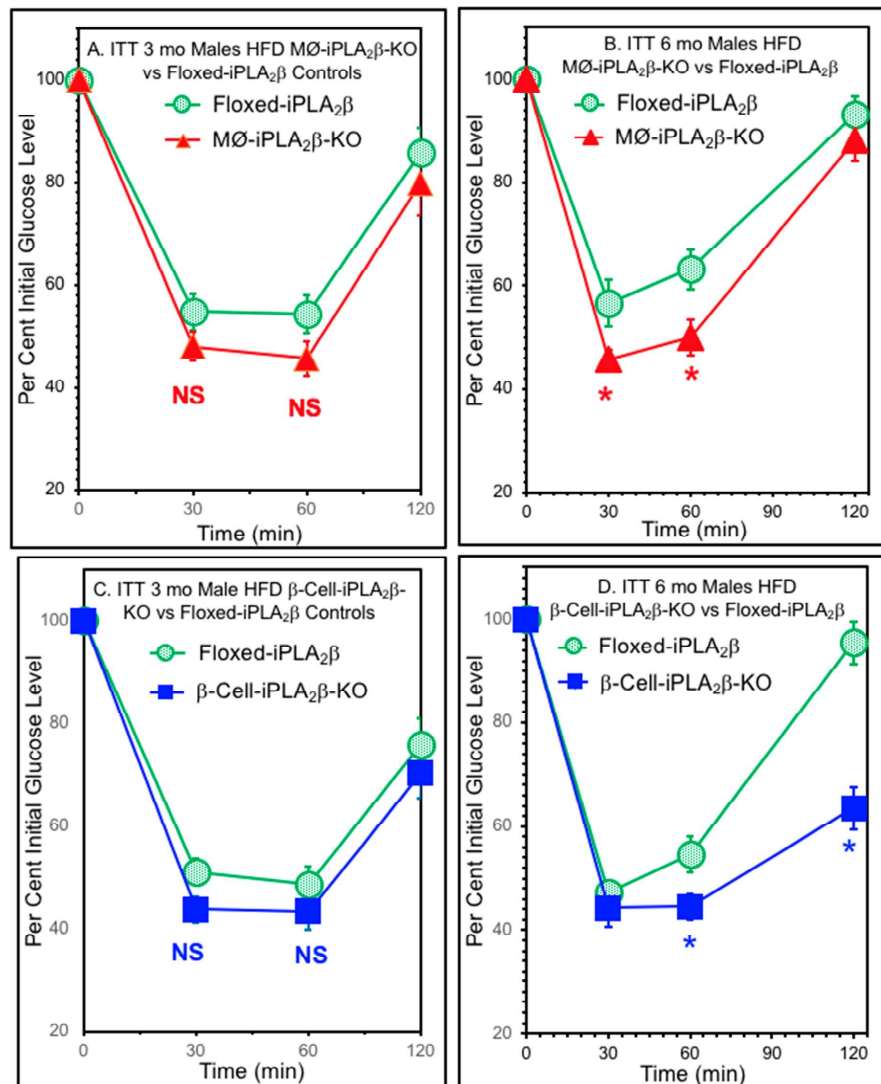 A. ITT 3 mo Males HFD MØ-iPLA₂β-KO
vs Floxed-iPLA₂β Controls
Floxed-iPLA₂β
MØ-iPLA₂β-KO
Per Cent Initial Glucose Level
100
80
60
40
20
NS
NS
0
30
60
120
Time (min)
B. ITT 6 mo Males HFD
MØ-iPLA₂β-KO vs Floxed-iPLA₂β
Floxed-iPLA₂β
MØ-iPLA₂β-KO
Per Cent Initial Glucose Level
100
80
60
40
20
*
*
0
30
60
90
120
Time (min)
C. ITT 3 mo Male HFD β-Cell-iPLA₂β-
KO vs Floxed-iPLA₂β Controls
Floxed-iPLA₂β
β-Cell-iPLA₂β-KO
Per Cent Initial Glucose Level
100
80
60
40
20
NS
NS
0
30
60
120
Time (min)
D. ITT 6 mo Males HFD
β-Cell-iPLA₂β-KO vs Floxed-iPLA₂β
Floxed-iPLA₂β
β-Cell-iPLA₂β-KO
Per Cent Initial Glucose Level
100
80
60
40
20
*
*
0
30
60
90
120
Time (min)